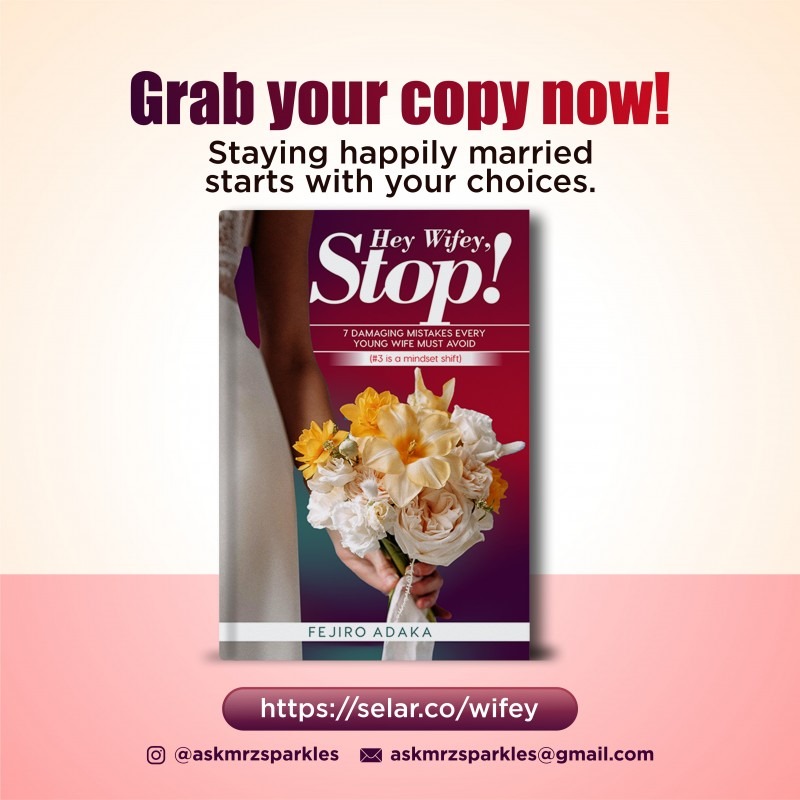 Grab your copy now!
Staying happily married
starts with your choices.
Hey Wifey,
Stop!
7 DAMAGING MISTAKES EVERY
YOUNG WIFE MUST AVOID
(#3 is a mindset shift)
FEJIRO ADAKA
https://selar.co/wifey
@askmrzsparkles askmrzsparkles@gmail.com